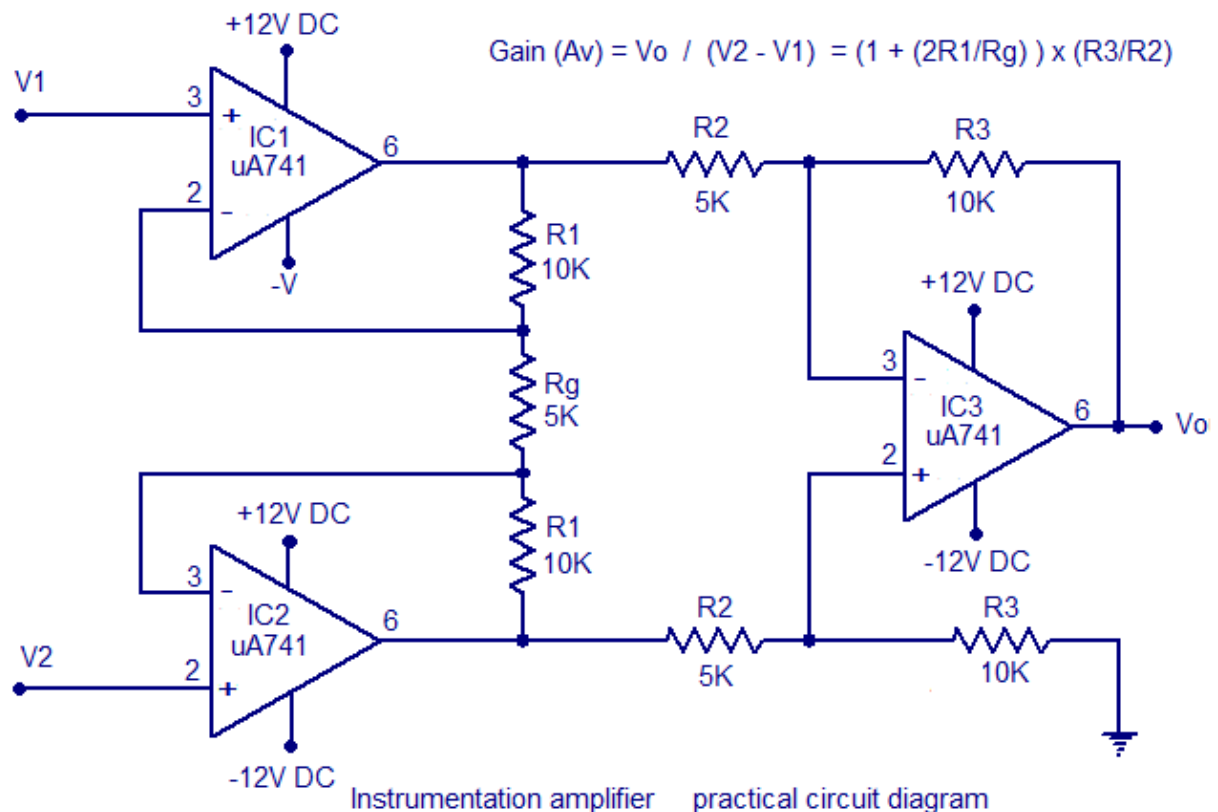 +12V DC
Gain (Av) = Vo / (V2 - V1) = (1 + (2R1/Rg) ) x (R3/R2)
V1
3
+
IC1
uA741
6
2
-
-V
R1
10K
R2
5K
R3
10K
+12V DC
3
-
IC3
uA741
6
Vo
2
+
-12V DC
Rg
5K
+12V DC
R1
10K
3
-
IC2
uA741
6
V2
2
+
-12V DC
R2
5K
R3
10K
Instrumentation amplifier practical circuit diagram